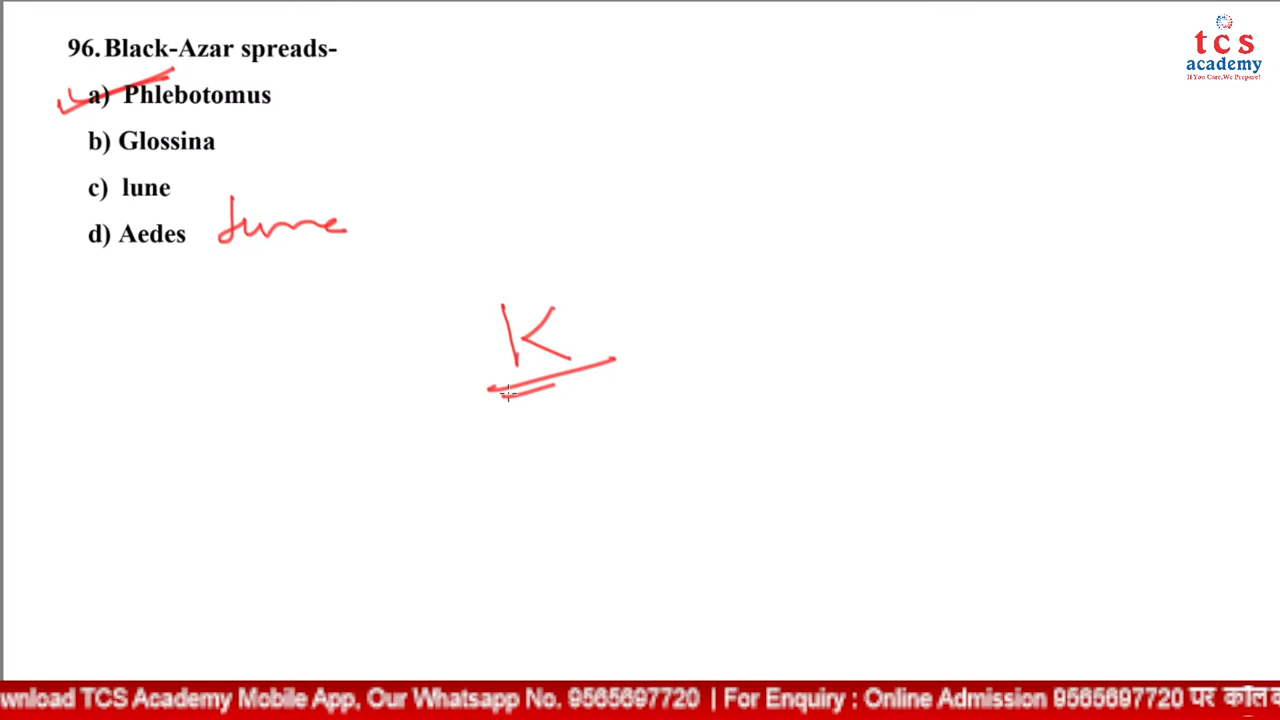 96. Black-Azar spreads-
a) Phlebotomus
b) Glossina
c) lune
d) Aedes
K
tcs
academy
If You Care, We Prepare!
wnload TCS Academy Mobile App, Our Whatsapp No. 9565697720 | For Enquiry : Online Admission 9565697720 पर कॉल